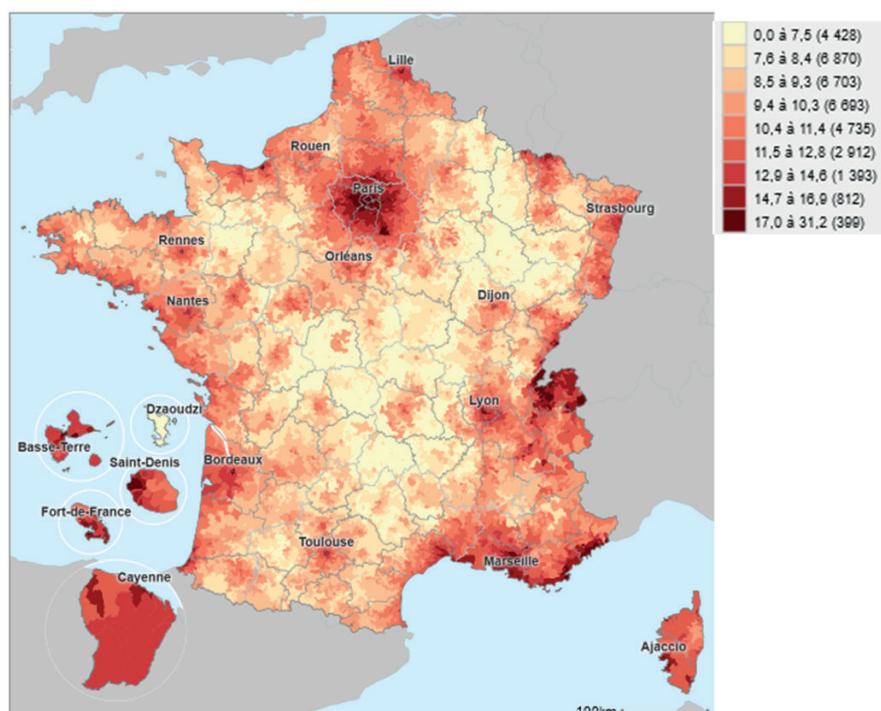 0,0 à 7,5 (4 428)
7,6 à 8,4 (6 870)
8,5 à 9,3 (6 703)
9,4 à 10,3 (6 693)
10,4 à 11,4 (4 735)
11,5 à 12,8 (2 912)
12,9 à 14,6 (1 393)
14,7 à 16,9 (812)
17,0 à 31,2 (399)
Lille
Rouen
Paris
Strasbourg
Rennes
Orléans
Nantes
Dijon
Dzaoudzi
Lyon
Basse-Terre
Saint-Denis
Bordeaux
Fort-de-France
Toulouse
Marseille
Cayenne
Ajaccio